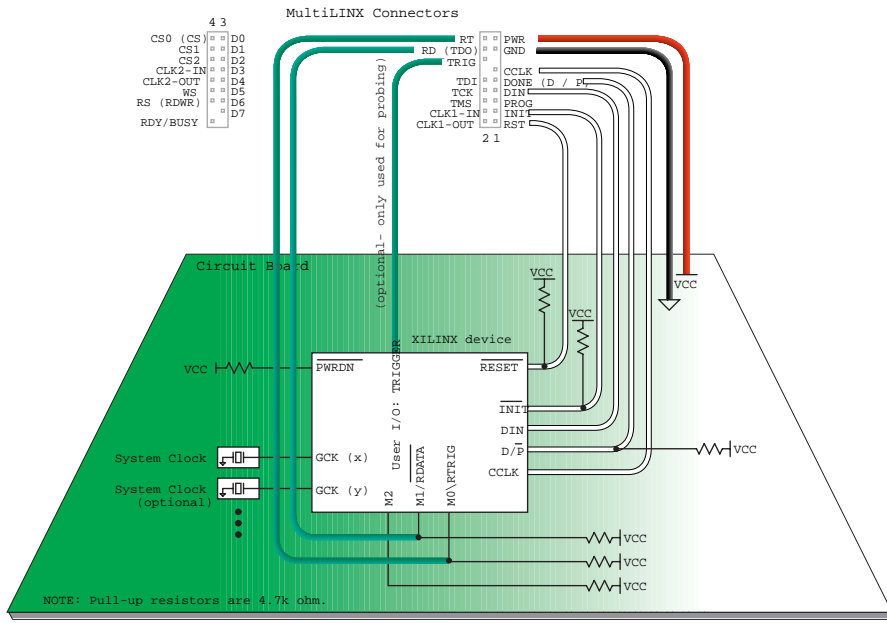 MultiLINX Connectors
4 3
CS0 (CS) D0
CS1 D1
CS2 D2
CLK2-IN D3
CLK2-OUT D4
WS D5
RS (RDWR) D6
D7
RDY/BUSY
RT PWR
RD (TDO) GND
TRIG
CCLK
TDI DONE (D / P)
TCK DIN
TMS PROG
CLK1-IN INIT
CLK1-OUT RST
2 1
(optional- only used for probing)
Circuit Board
VCC
VCC
VCC
XILINX device
VCC
PWRDN
RESET
User I/O: TRIGGER
INIT
DIN
D/P
VCC
CCLK
System Clock
GCK (x)
System Clock
(optional)
GCK (y)
M2
M1/RDATA
M0\RTRIG
VCC
VCC
VCC
NOTE: Pull-up resistors are 4.7k ohm.